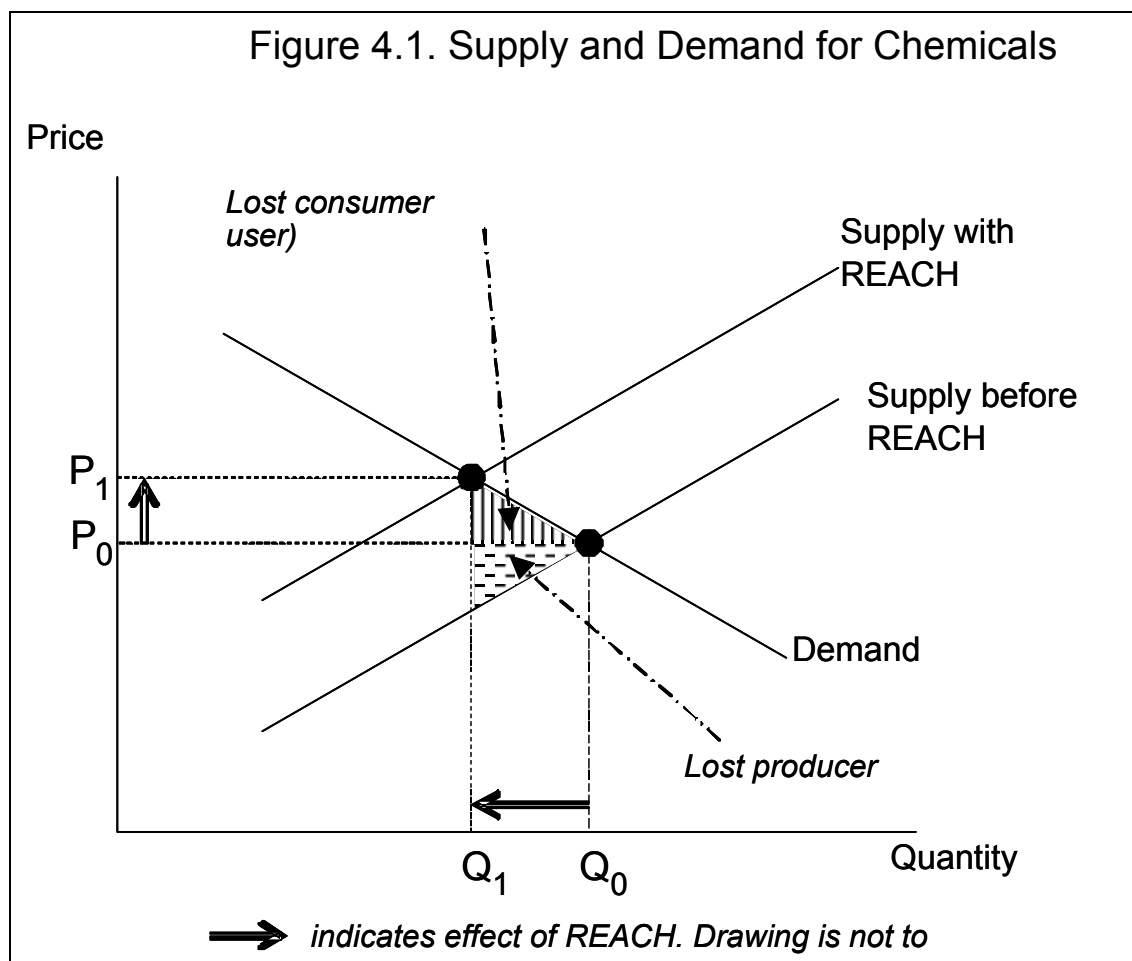 Figure 4.1. Supply and Demand for Chemicals
Price
Lost consumer
user)
Supply with
REACH
Supply before
REACH
P1
P0
Demand
Lost producer
Q1
Q0
Quantity
indicates effect of REACH. Drawing is not to